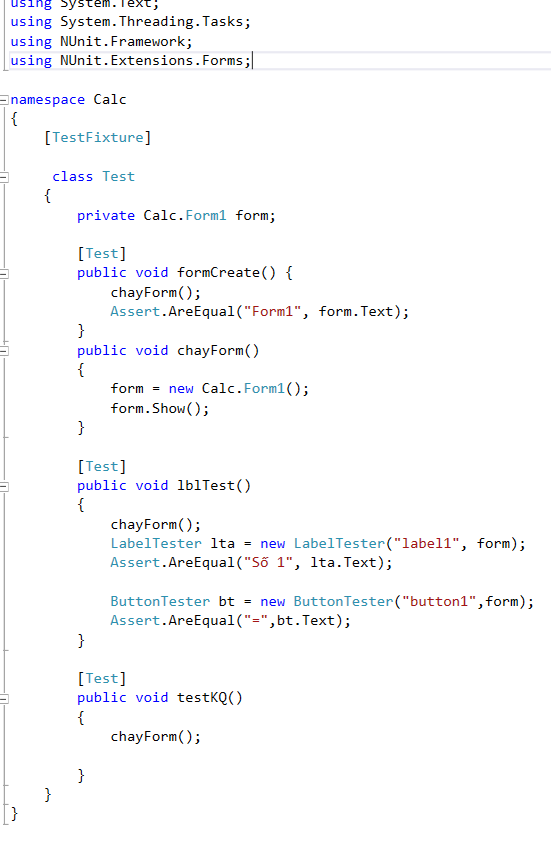 using System.Text;
using System.Threading.Tasks;
using NUnit.Framework;
using NUnit.Extensions.Forms;
namespace Calc
{
[TestFixture]
class Test
{
private Calc.Form1 form;
[Test]
public void formCreate() {
chayForm();
Assert.AreEqual("Form1", form.Text);
}
public void chayForm()
{
form = new Calc.Form1();
form.Show();
}
[Test]
public void lblTest()
{
chayForm();
LabelTester lta = new LabelTester("label1", form);
Assert.AreEqual("Số 1", lta.Text);
ButtonTester bt = new ButtonTester("button1",form);
Assert.AreEqual("=",bt.Text);
}
[Test]
public void testKQ()
{
chayForm();
}
}
}